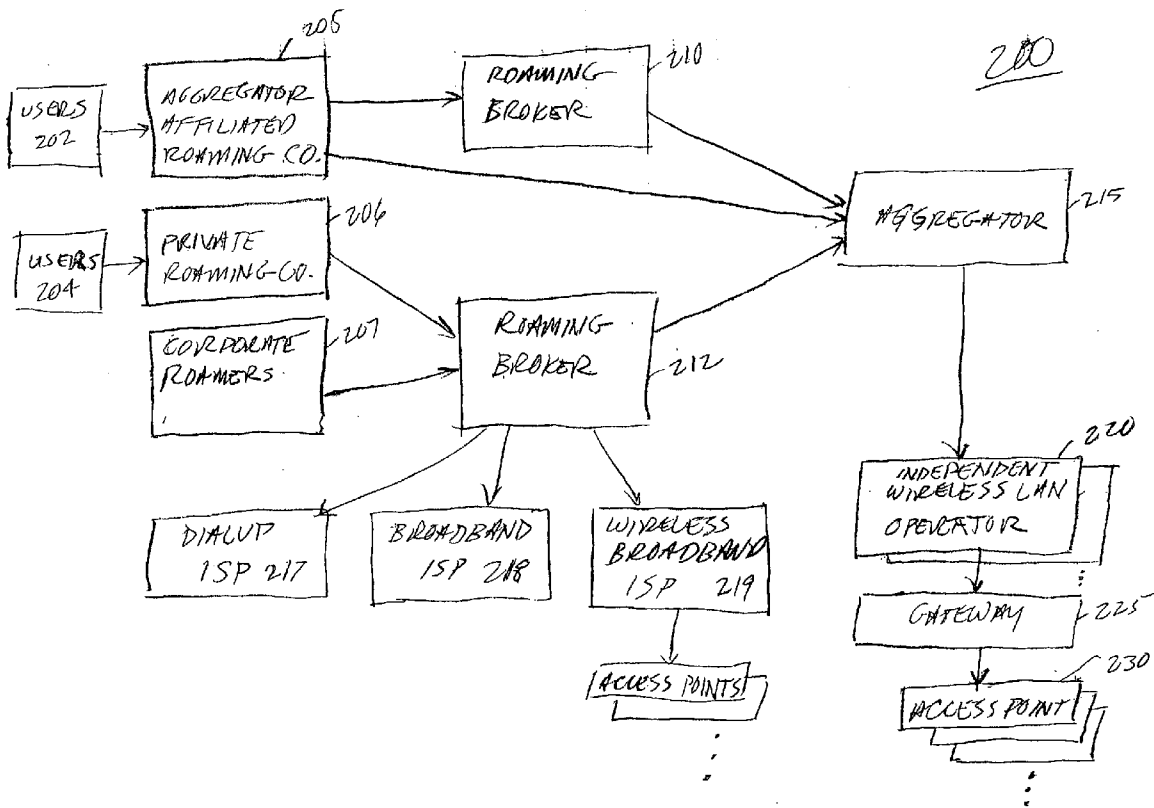 200
205
USERS
202
AGGREGATOR
AFFILIATED
ROAMING CO.
ROAMING
BROKER
210
AGGREGATOR
215
USERS
204
PRIVATE
ROAMING CO.
206
CORPORATE
ROAMERS
207
ROAMING
BROKER
212
DIALUP
ISP 217
BROADBAND
ISP 218
WIRELESS
BROADBAND
ISP 219
ACCESS POINTS
INDEPENDENT
WIRELESS LAN
OPERATOR
220
GATEWAY
225
ACCESS POINT
230